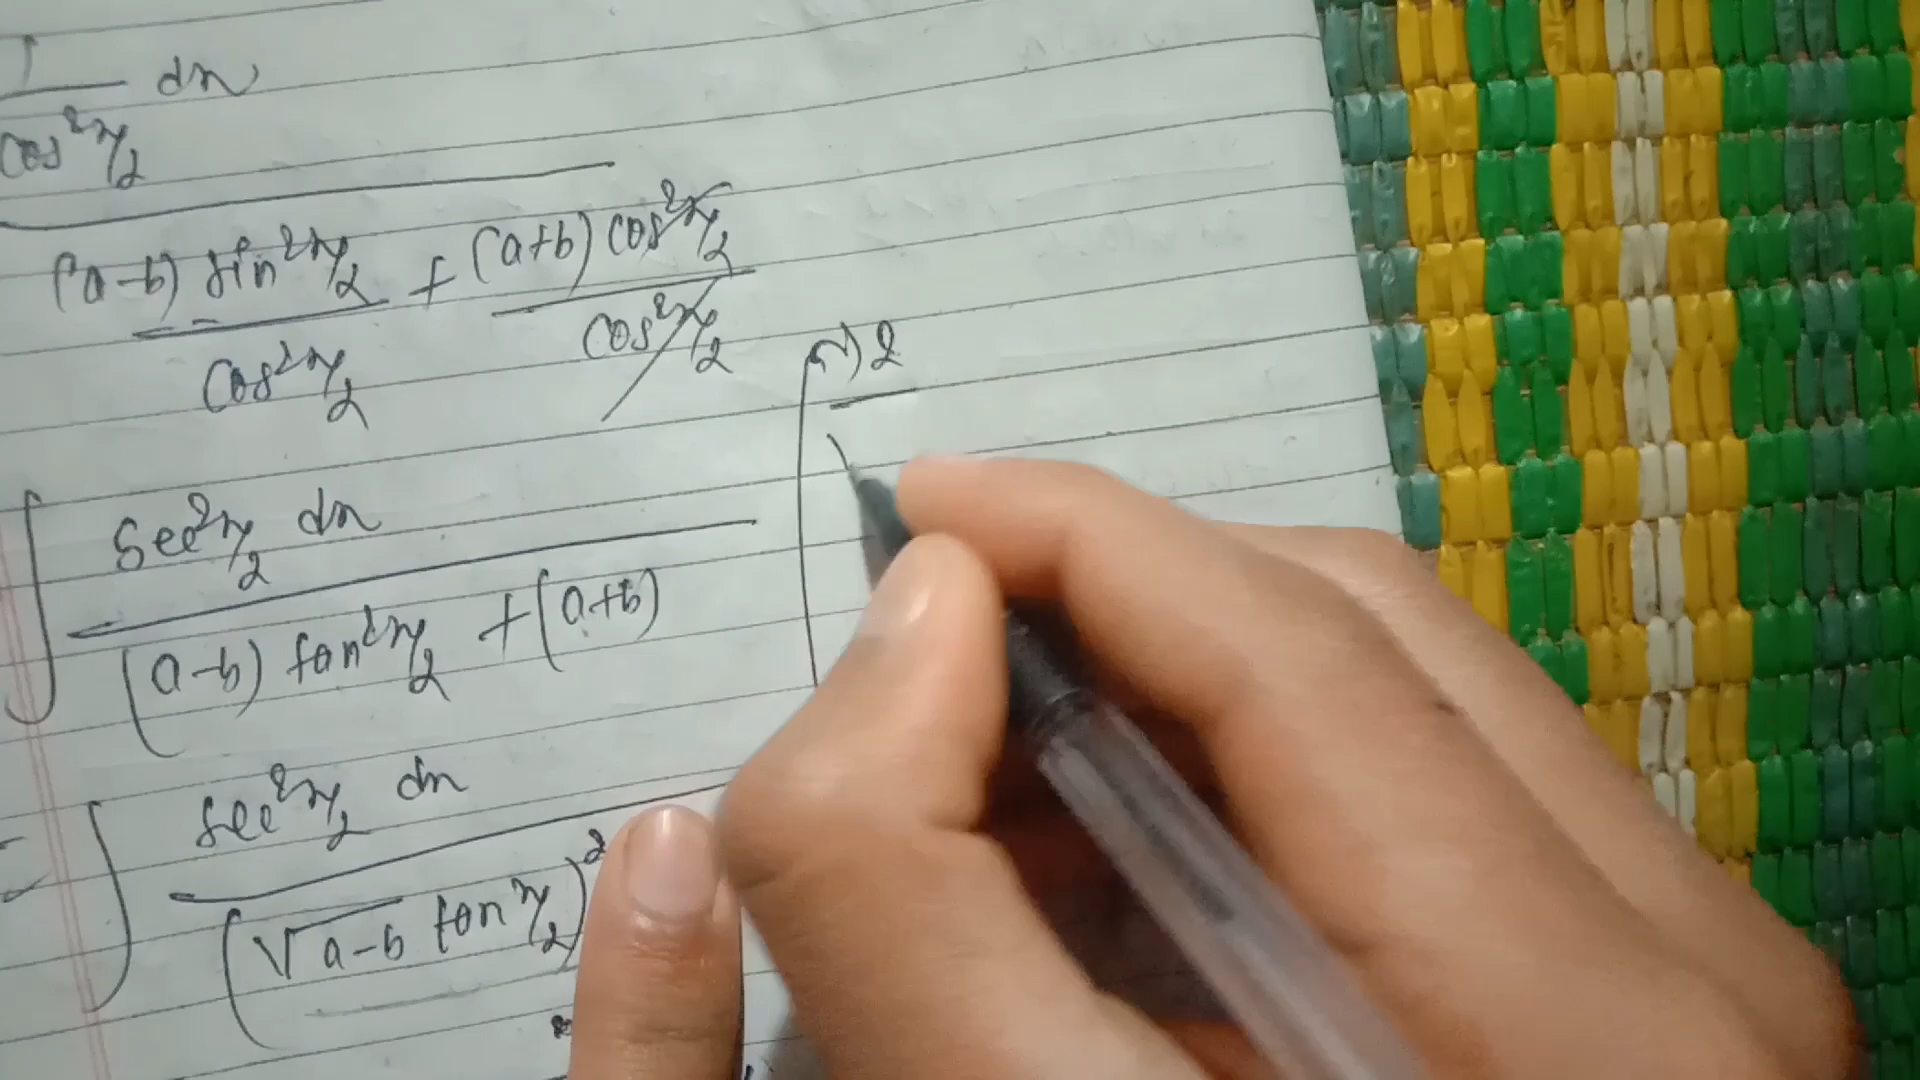 1/cos²x/2 dx
(a-b) sin²x/2 / cos²x/2 + (a+b) cos²x/2 / cos²x/2
∫ sec²x/2 dx / (a-b) tan²x/2 + (a+b)
= ∫ sec²x/2 dx / (√a-b tan x/2)²